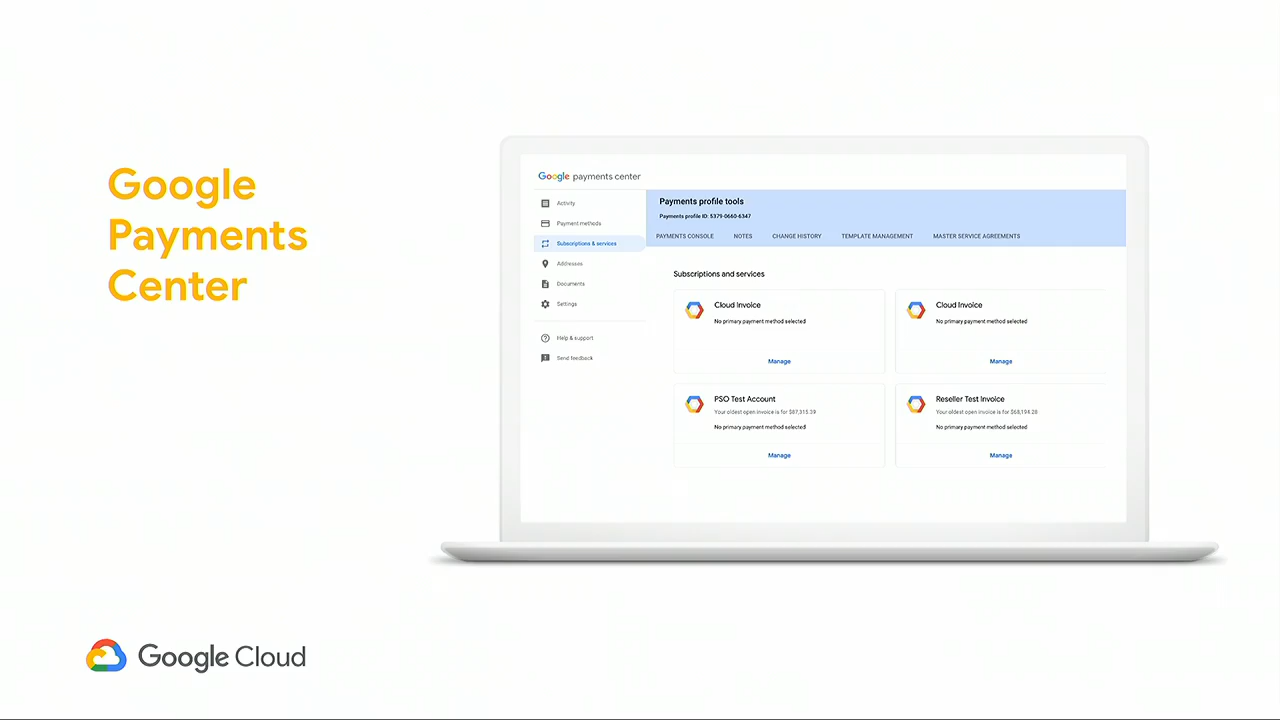 Google
Payments
Center
Google payments center
Activity
Payment methods
Subscriptions & services
Addresses
Documents
Settings
Help & support
Send feedback
Payments profile tools
Payments profile ID: 5379-0660-6347
PAYMENTS CONSOLE NOTES CHANGE HISTORY TEMPLATE MANAGEMENT MASTER SERVICE AGREEMENTS
Subscriptions and services
Cloud Invoice
No primary payment method selected
Manage
Cloud Invoice
No primary payment method selected
Manage
PSO Test Account
Your oldest open invoice is for $87,315.39
No primary payment method selected
Manage
Reseller Test Invoice
Your oldest open invoice is for $68,194.28
No primary payment method selected
Manage
Google Cloud